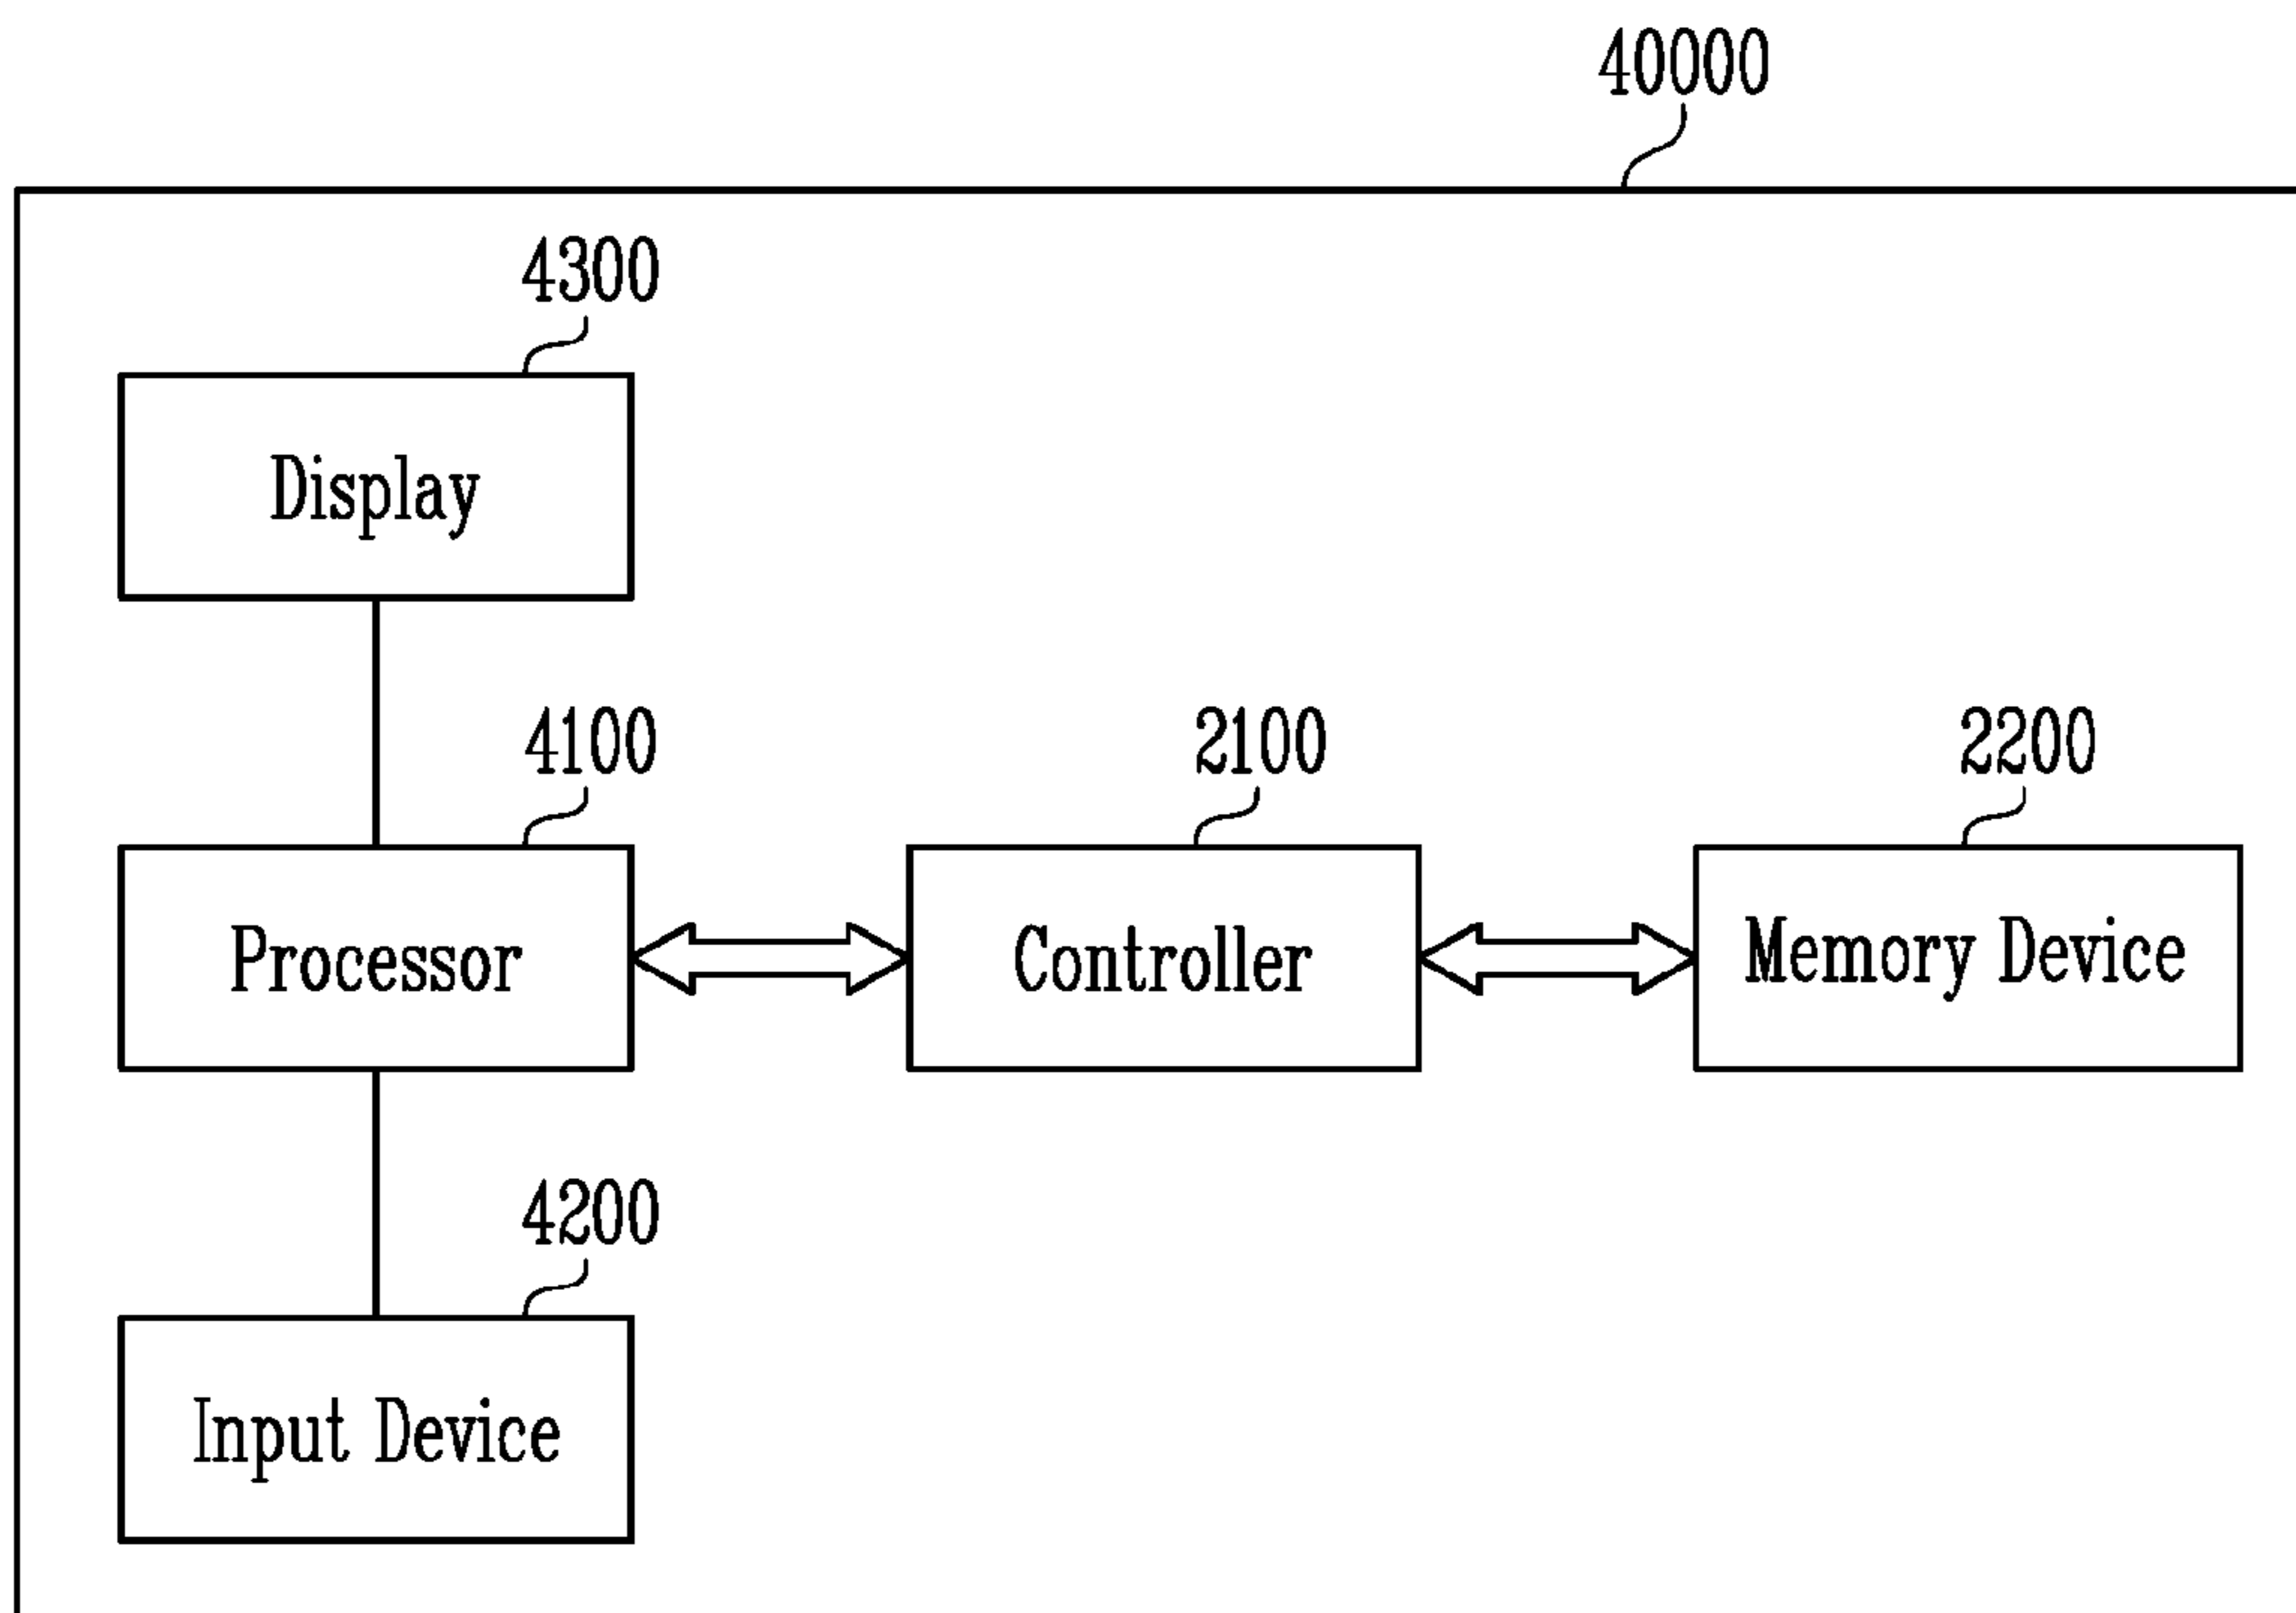 40000
4300
Display
4100
2100
2200
Processor
Controller
Memory Device
4200
Input Device